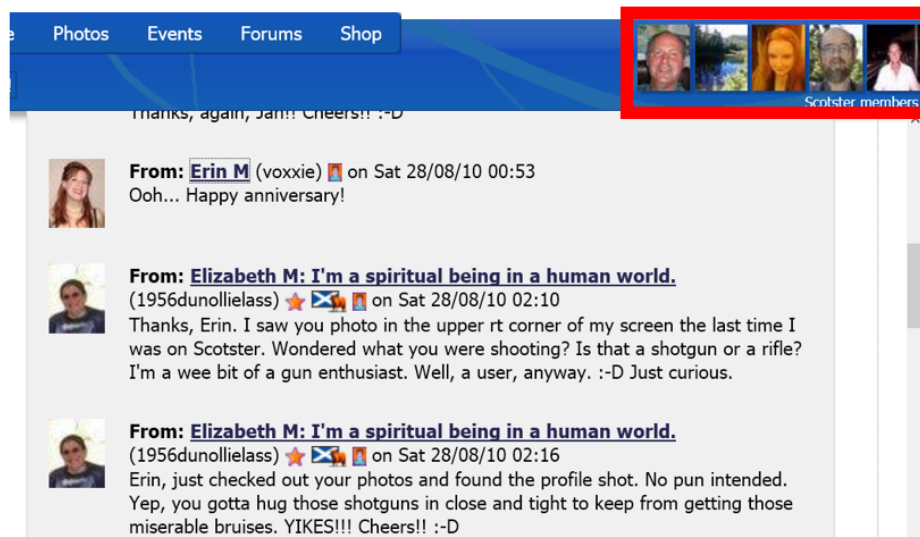 Photos Events Forums Shop
Scotster members
Thanks, again, Jan!! Cheers!! :-D
From: Erin M (voxxie) on Sat 28/08/10 00:53
Ooh... Happy anniversary!
From: Elizabeth M: I'm a spiritual being in a human world.
(1956dunollielass) on Sat 28/08/10 02:10
Thanks, Erin. I saw you photo in the upper rt corner of my screen the last time I
was on Scotster. Wondered what you were shooting? Is that a shotgun or a rifle?
I'm a wee bit of a gun enthusiast. Well, a user, anyway. :-D Just curious.
From: Elizabeth M: I'm a spiritual being in a human world.
(1956dunollielass) on Sat 28/08/10 02:16
Erin, just checked out your photos and found the profile shot. No pun intended.
Yep, you gotta hug those shotguns in close and tight to keep from getting those
miserable bruises. YIKES!!! Cheers!! :-D